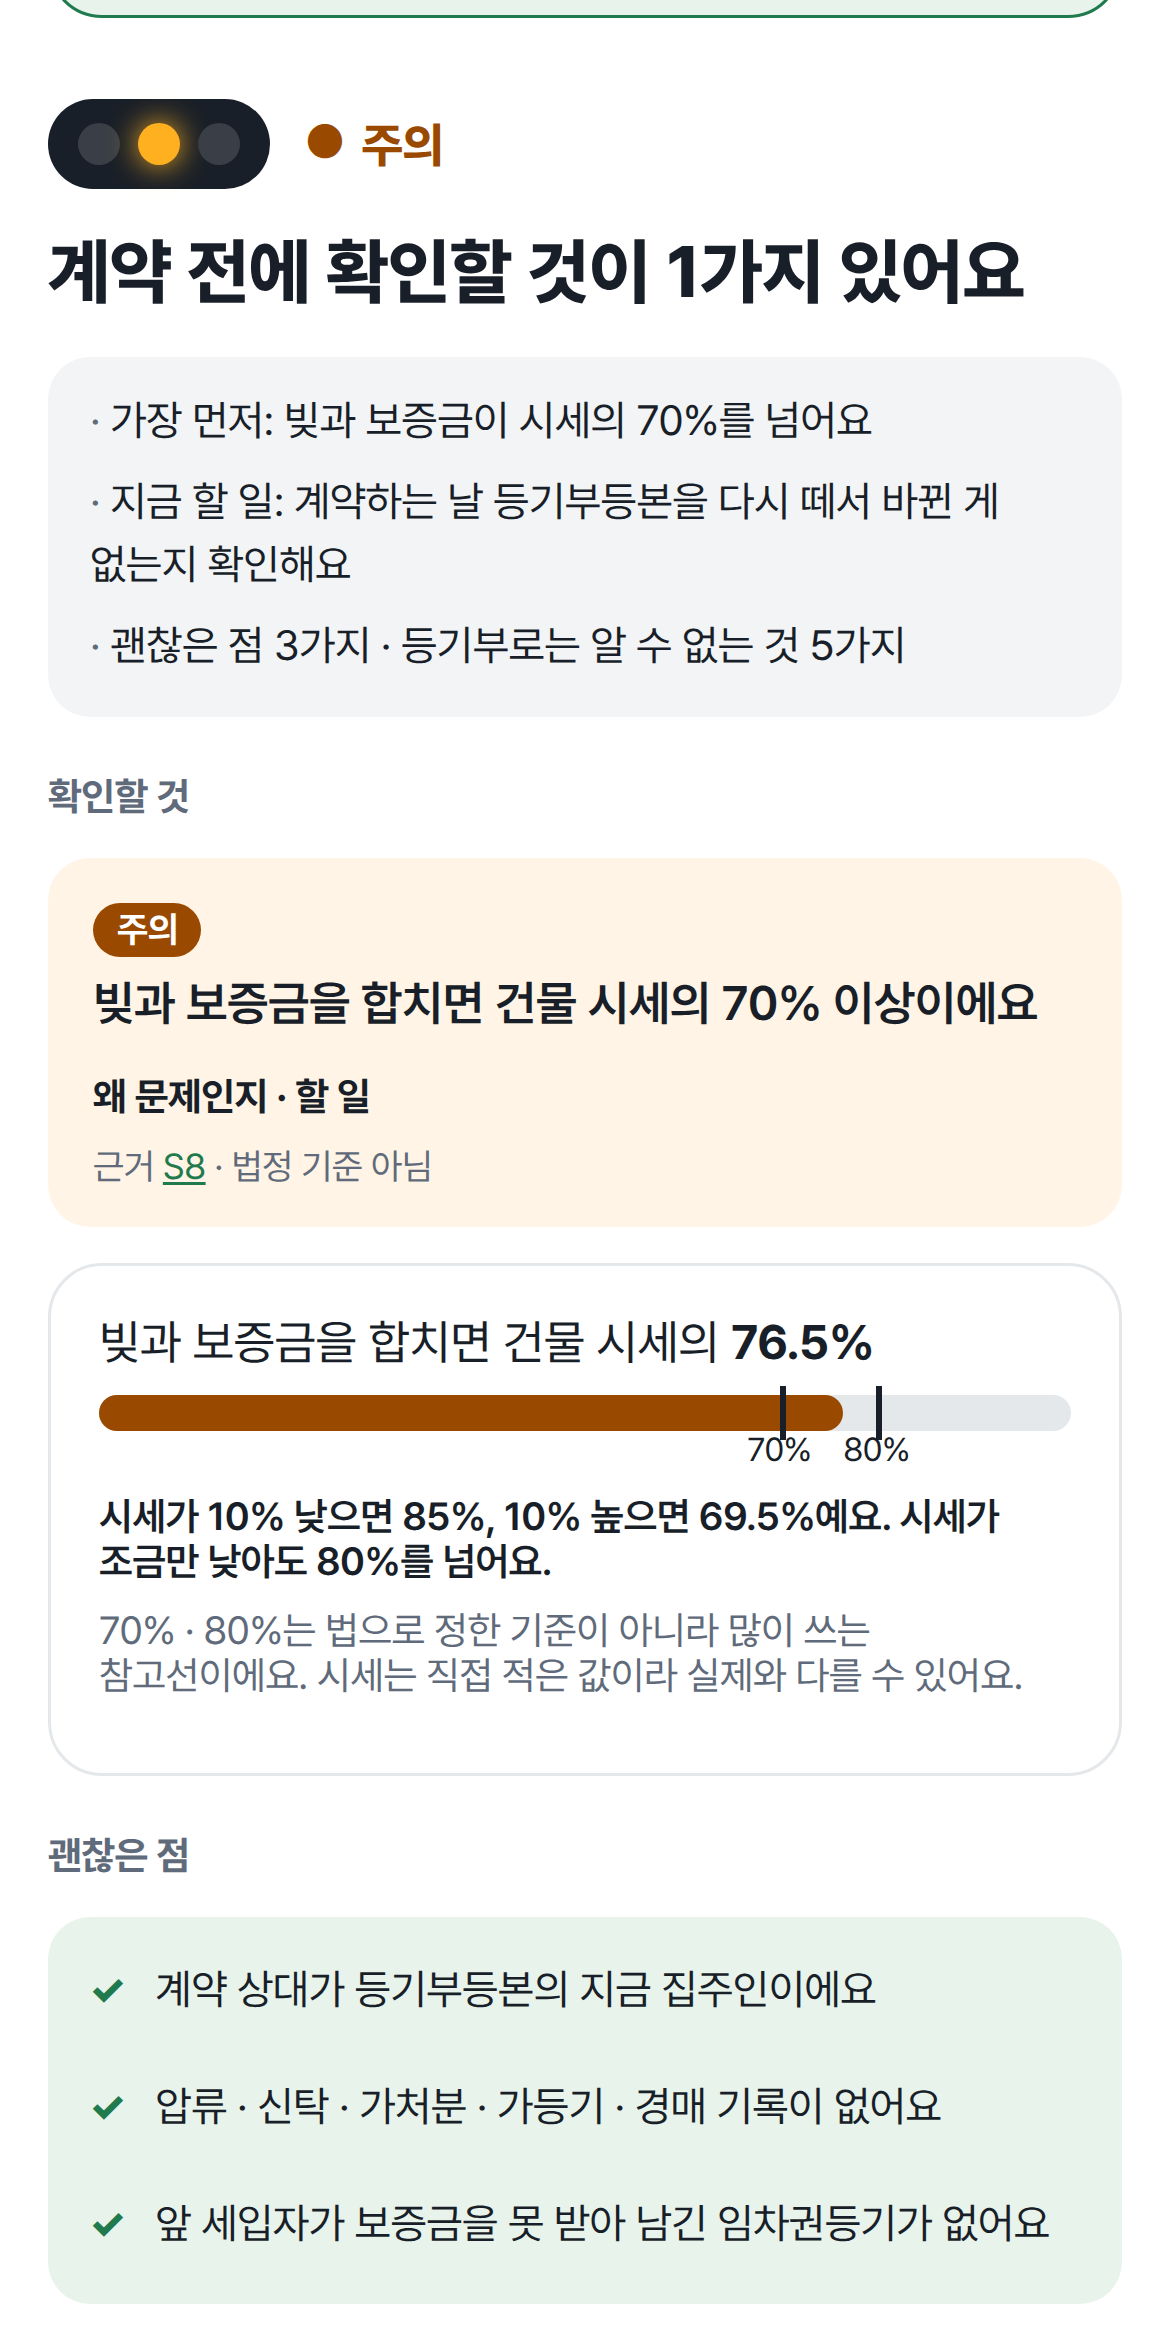 주의
계약 전에 확인할 것이 1가지 있어요
· 가장 먼저: 빚과 보증금이 시세의 70%를 넘어요
· 지금 할 일: 계약하는 날 등기부등본을 다시 떼서 바뀐 게
없는지 확인해요
· 괜찮은 점 3가지 · 등기부로는 알 수 없는 것 5가지
확인할 것
주의
빚과 보증금을 합치면 건물 시세의 70% 이상이에요
왜 문제인지 · 할 일
근거 S8 · 법정 기준 아님
빚과 보증금을 합치면 건물 시세의 76.5%
70% 80%
시세가 10% 낮으면 85%, 10% 높으면 69.5%예요. 시세가
조금만 낮아도 80%를 넘어요.
70% · 80%는 법으로 정한 기준이 아니라 많이 쓰는
참고선이에요. 시세는 직접 적은 값이라 실제와 다를 수 있어요.
괜찮은 점
계약 상대가 등기부등본의 지금 집주인이에요
압류 · 신탁 · 가처분 · 가등기 · 경매 기록이 없어요
앞 세입자가 보증금을 못 받아 남긴 임차권등기가 없어요